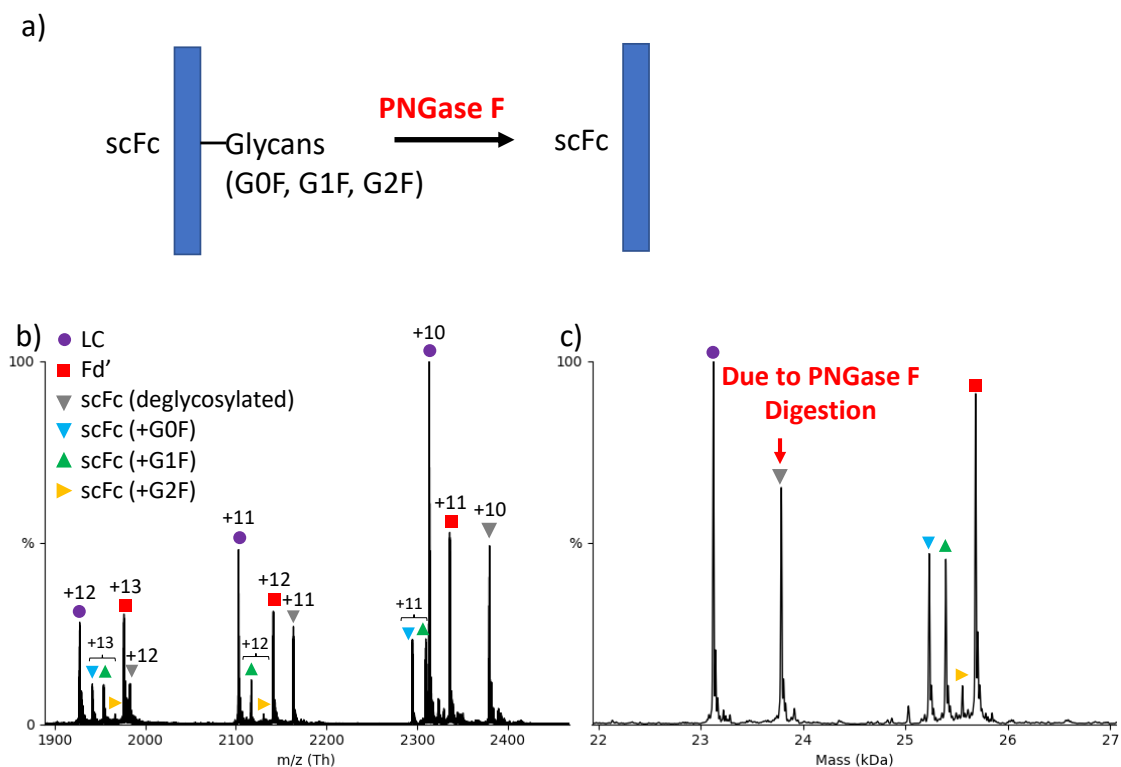 a)
PNGase F
scFc
Glycans
(G0F, G1F, G2F)
scFc
b)
LC
Fd’
scFc (deglycosylated)
scFc (+G0F)
scFc (+G1F)
scFc (+G2F)
100
%
0
+12
+13
+13
+12
+11
+12
+12
+11
+11
+10
+11
+10
1900
2000
2100
2200
2300
2400
m/z (Th)
c)
Due to PNGase F
Digestion
100
%
0
22
23
24
25
26
27
Mass (kDa)